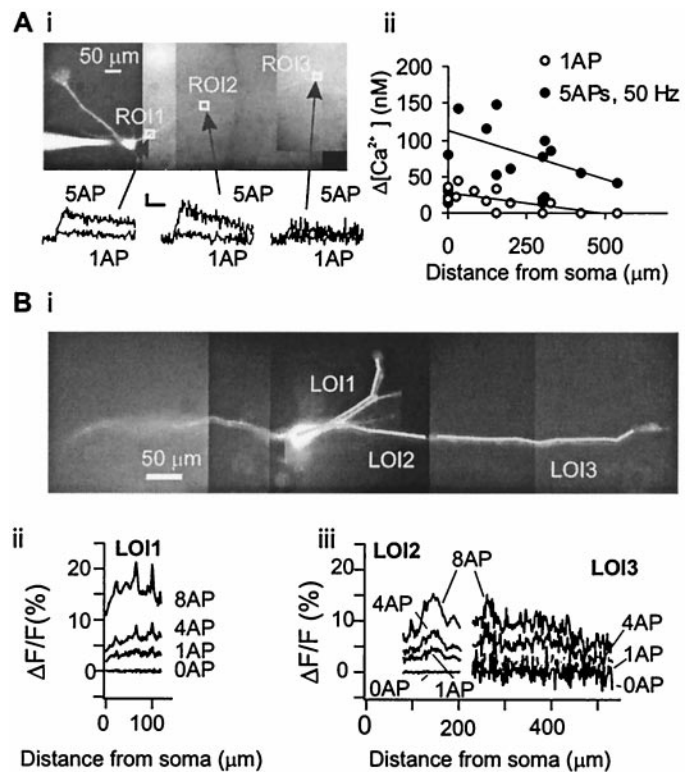 A i
50 μm
ROI1
ROI2
ROI3
5AP
5AP
5AP
1AP
1AP
1AP
ii
1AP
5APs, 50 Hz
Δ[Ca²⁺] (nM)
200
150
100
50
0
0 200 400 600
Distance from soma (μm)
B i
LOI1
LOI2
LOI3
50 μm
ii
LOI1
ΔF/F(%)
20
10
0
8AP
4AP
1AP
0AP
0 100
Distance from soma (μm)
iii
LOI2
8AP
LOI3
ΔF/F (%)
20
10
0
4AP
4AP
1AP
0AP
1AP
0AP
0 200 400
Distance from soma (μm)